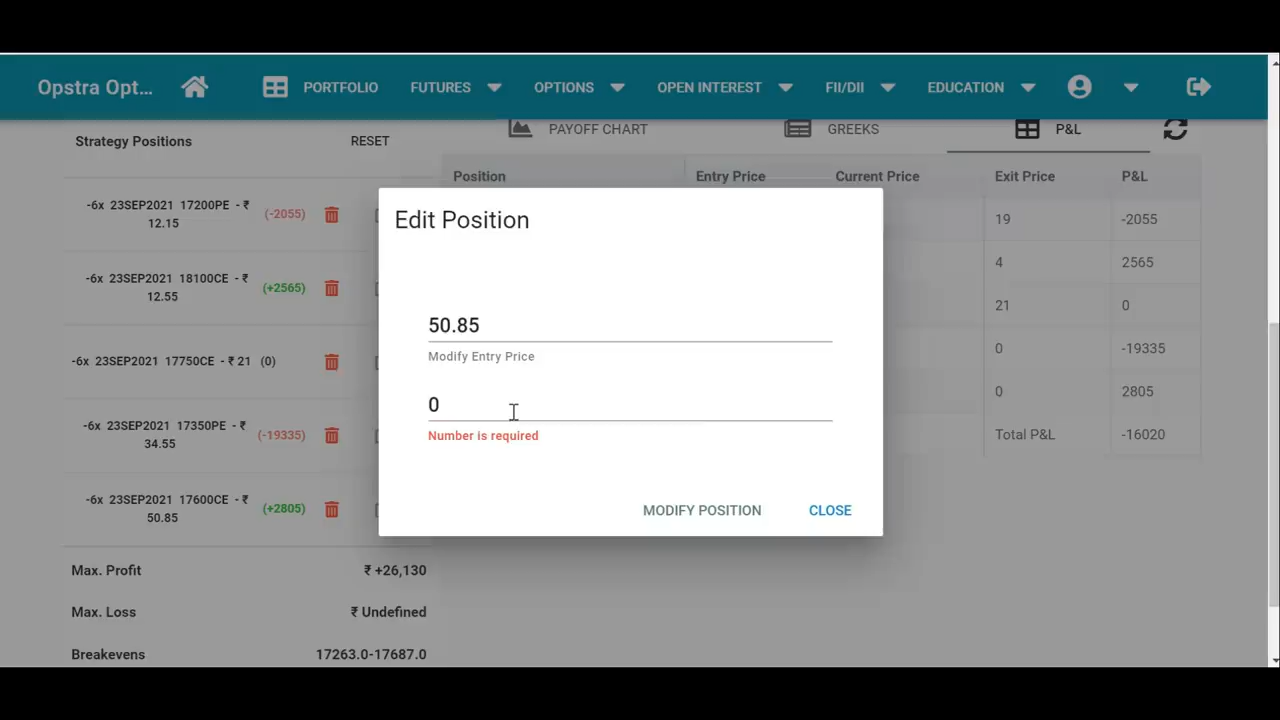 Opstra Opt...
PORTFOLIO
FUTURES
OPTIONS
OPEN INTEREST
FII/DII
EDUCATION
Strategy Positions
RESET
PAYOFF CHART
GREEKS
P&L
Position
Entry Price
Current Price
Exit Price
P&L
-6x 23SEP2021 17200PE - ₹
12.15
(-2055)
-6x 23SEP2021 18100CE - ₹
12.55
(+2565)
-6x 23SEP2021 17750CE - ₹ 21 (0)
-6x 23SEP2021 17350PE - ₹
34.55
(-19335)
-6x 23SEP2021 17600CE - ₹
50.85
(+2805)
Max. Profit
₹ +26,130
Max. Loss
₹ Undefined
Breakevens
17263.0-17687.0
Edit Position
50.85
Modify Entry Price
0
Number is required
MODIFY POSITION
CLOSE
19 -2055
4 2565
21 0
0 -19335
0 2805
Total P&L -16020